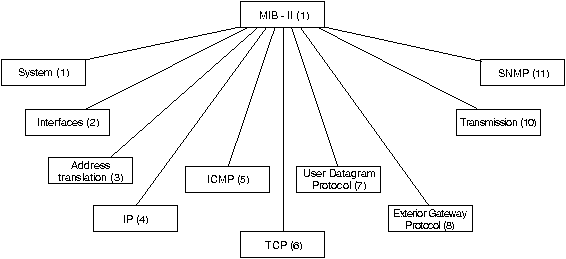 MIB - II (1)
System (1)
SNMP (11)
Interfaces (2)
Transmission (10)
Address
translation (3)
ICMP (5)
User Datagram
Protocol (7)
IP (4)
Exterior Gateway
Protocol (8)
TCP (6)